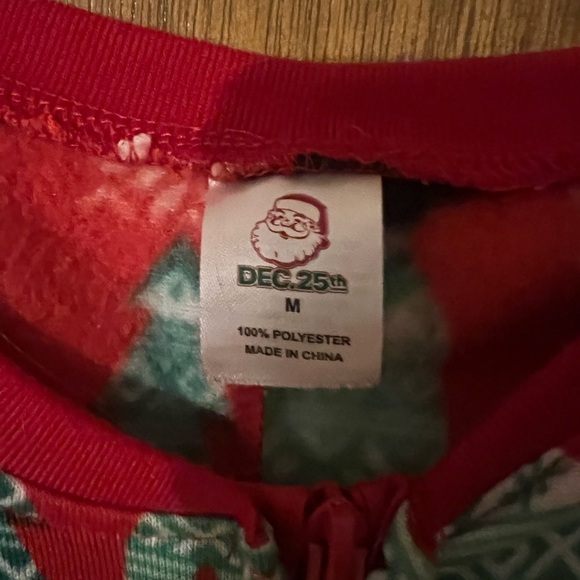 DEC.25th
M
100% POLYESTER
MADE IN CHINA